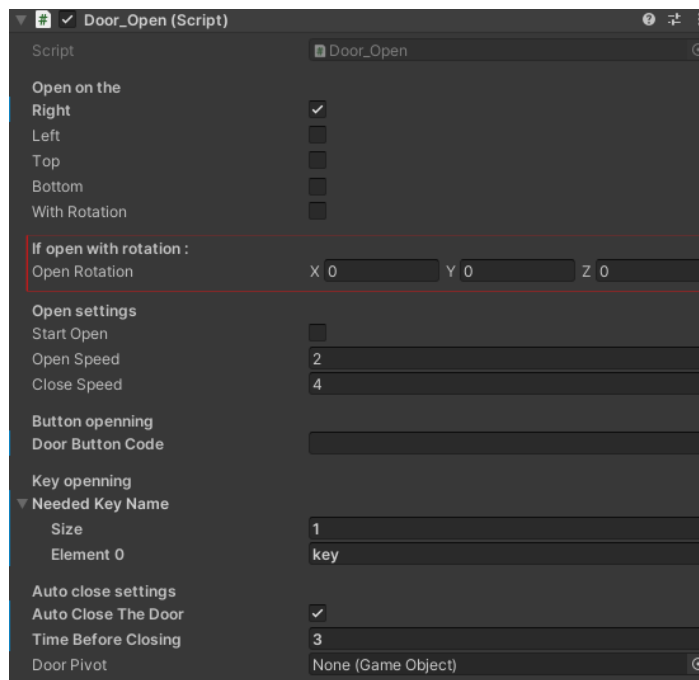 Door_Open (Script)
Script Door_Open
Open on the
Right
Left
Top
Bottom
With Rotation
If open with rotation :
Open Rotation X 0 Y 0 Z 0
Open settings
Start Open
Open Speed 2
Close Speed 4
Button openning
Door Button Code
Key openning
Needed Key Name
Size 1
Element 0 key
Auto close settings
Auto Close The Door
Time Before Closing 3
Door Pivot None (Game Object)